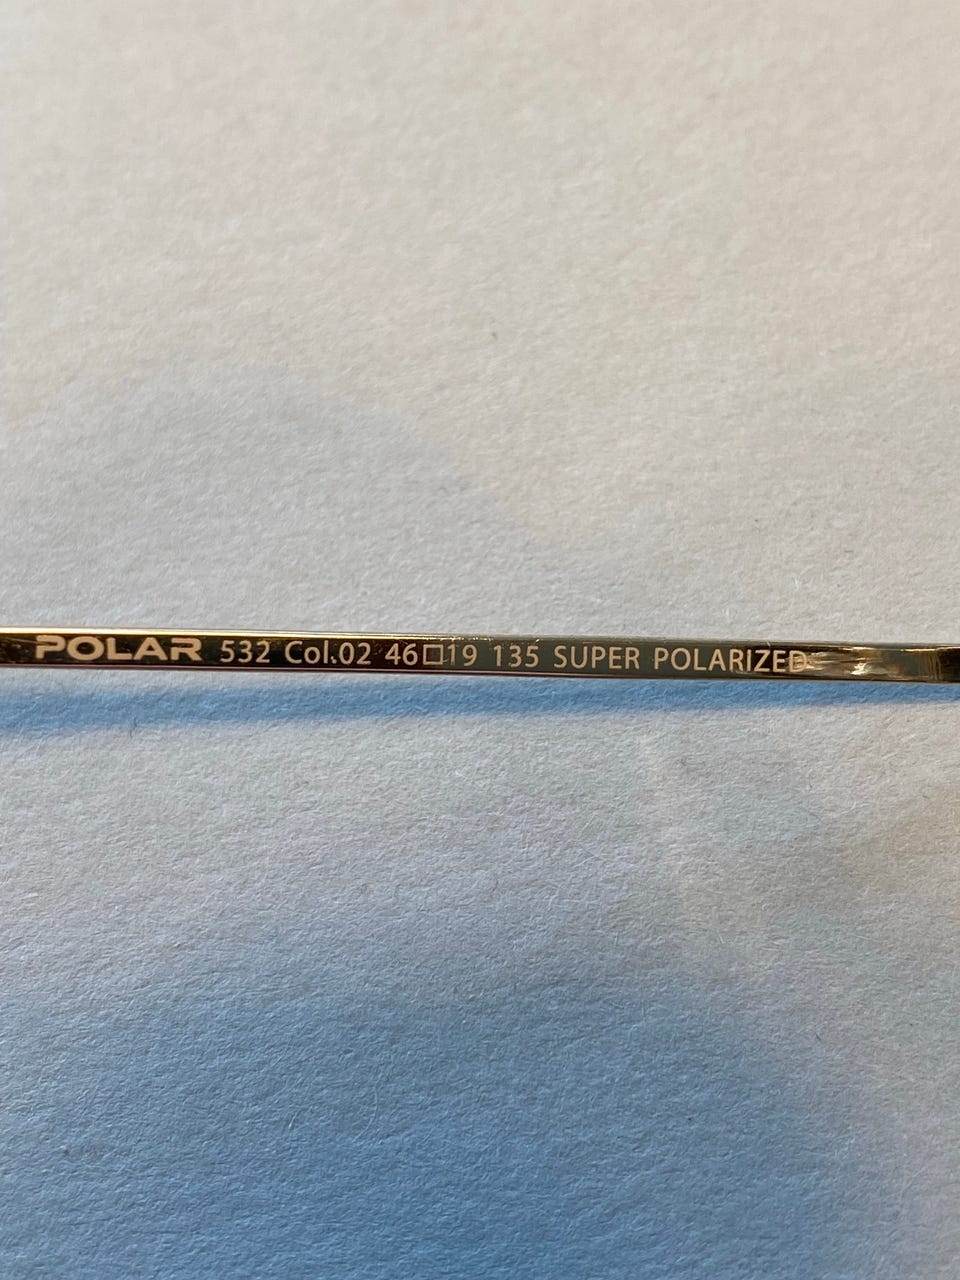 POLAR 532 Col.02 46□19 135 SUPER POLARIZED